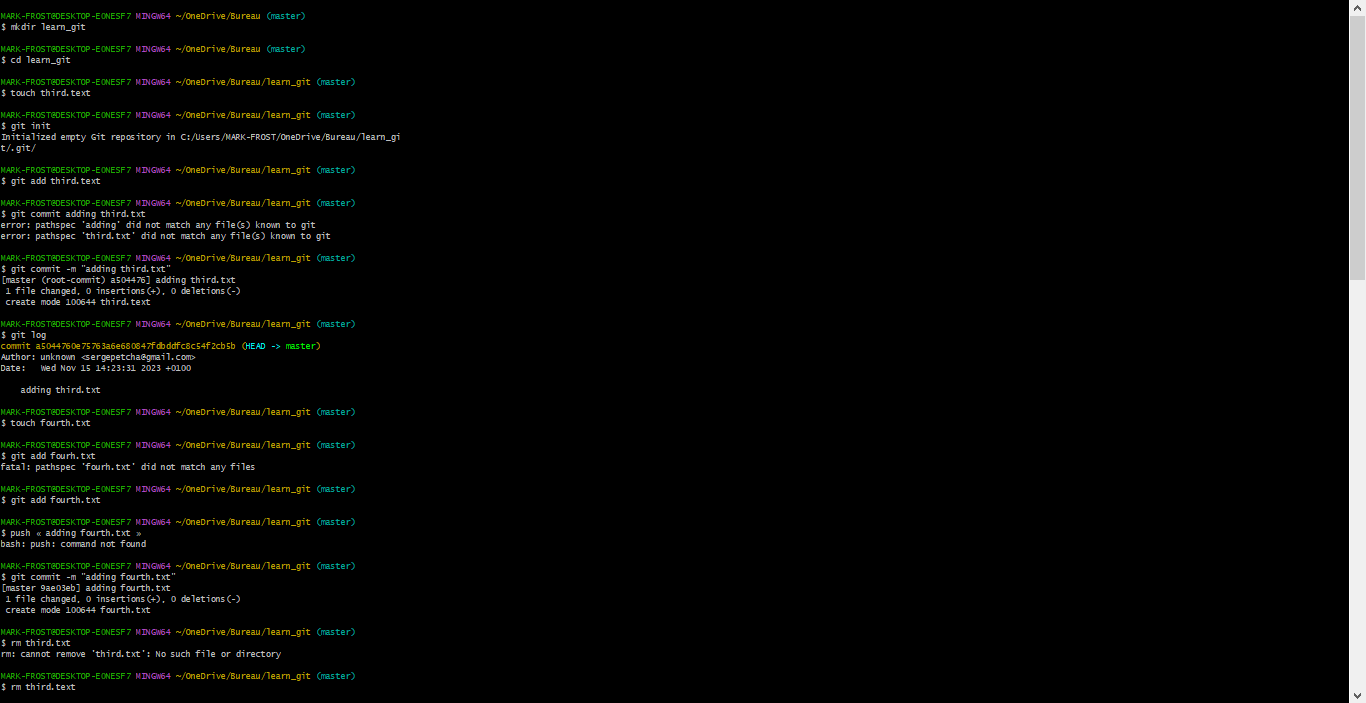 MARK-FROST@DESKTOP-EONESF7 MINGW64 ~/OneDrive/Bureau (master)
$ mkdir learn_git
MARK-FROST@DESKTOP-EONESF7 MINGW64 ~/OneDrive/Bureau (master)
$ cd learn_git
MARK-FROST@DESKTOP-EONESF7 MINGW64 ~/OneDrive/Bureau/learn_git (master)
$ touch third.text
MARK-FROST@DESKTOP-EONESF7 MINGW64 ~/OneDrive/Bureau/learn_git (master)
$ git init
Initialized empty Git repository in C:/Users/MARK-FROST/OneDrive/Bureau/learn_gi
t/.git/
MARK-FROST@DESKTOP-EONESF7 MINGW64 ~/OneDrive/Bureau/learn_git (master)
$ git add third.text
MARK-FROST@DESKTOP-EONESF7 MINGW64 ~/OneDrive/Bureau/learn_git (master)
$ git commit adding third.txt
error: pathspec 'adding' did not match any file(s) known to git
error: pathspec 'third.txt' did not match any file(s) known to git
MARK-FROST@DESKTOP-EONESF7 MINGW64 ~/OneDrive/Bureau/learn_git (master)
$ git commit -m "adding third.txt"
[master (root-commit) a504476] adding third.txt
 1 file changed, 0 insertions(+), 0 deletions(-)
 create mode 100644 third.text
MARK-FROST@DESKTOP-EONESF7 MINGW64 ~/OneDrive/Bureau/learn_git (master)
$ git log
commit a5044760e75763a6e680847fdbddfc8c54f2cb5b (HEAD -> master)
Author: unknown <sergepetcha@gmail.com>
Date:   Wed Nov 15 14:23:31 2023 +0100
    adding third.txt
MARK-FROST@DESKTOP-EONESF7 MINGW64 ~/OneDrive/Bureau/learn_git (master)
$ touch fourth.txt
MARK-FROST@DESKTOP-EONESF7 MINGW64 ~/OneDrive/Bureau/learn_git (master)
$ git add fourh.txt
fatal: pathspec 'fourh.txt' did not match any files
MARK-FROST@DESKTOP-EONESF7 MINGW64 ~/OneDrive/Bureau/learn_git (master)
$ git add fourth.txt
MARK-FROST@DESKTOP-EONESF7 MINGW64 ~/OneDrive/Bureau/learn_git (master)
$ push « adding fourth.txt »
bash: push: command not found
MARK-FROST@DESKTOP-EONESF7 MINGW64 ~/OneDrive/Bureau/learn_git (master)
$ git commit -m "adding fourth.txt"
[master 9ae03eb] adding fourth.txt
 1 file changed, 0 insertions(+), 0 deletions(-)
 create mode 100644 fourth.txt
MARK-FROST@DESKTOP-EONESF7 MINGW64 ~/OneDrive/Bureau/learn_git (master)
$ rm third.txt
rm: cannot remove 'third.txt': No such file or directory
MARK-FROST@DESKTOP-EONESF7 MINGW64 ~/OneDrive/Bureau/learn_git (master)
$ rm third.text